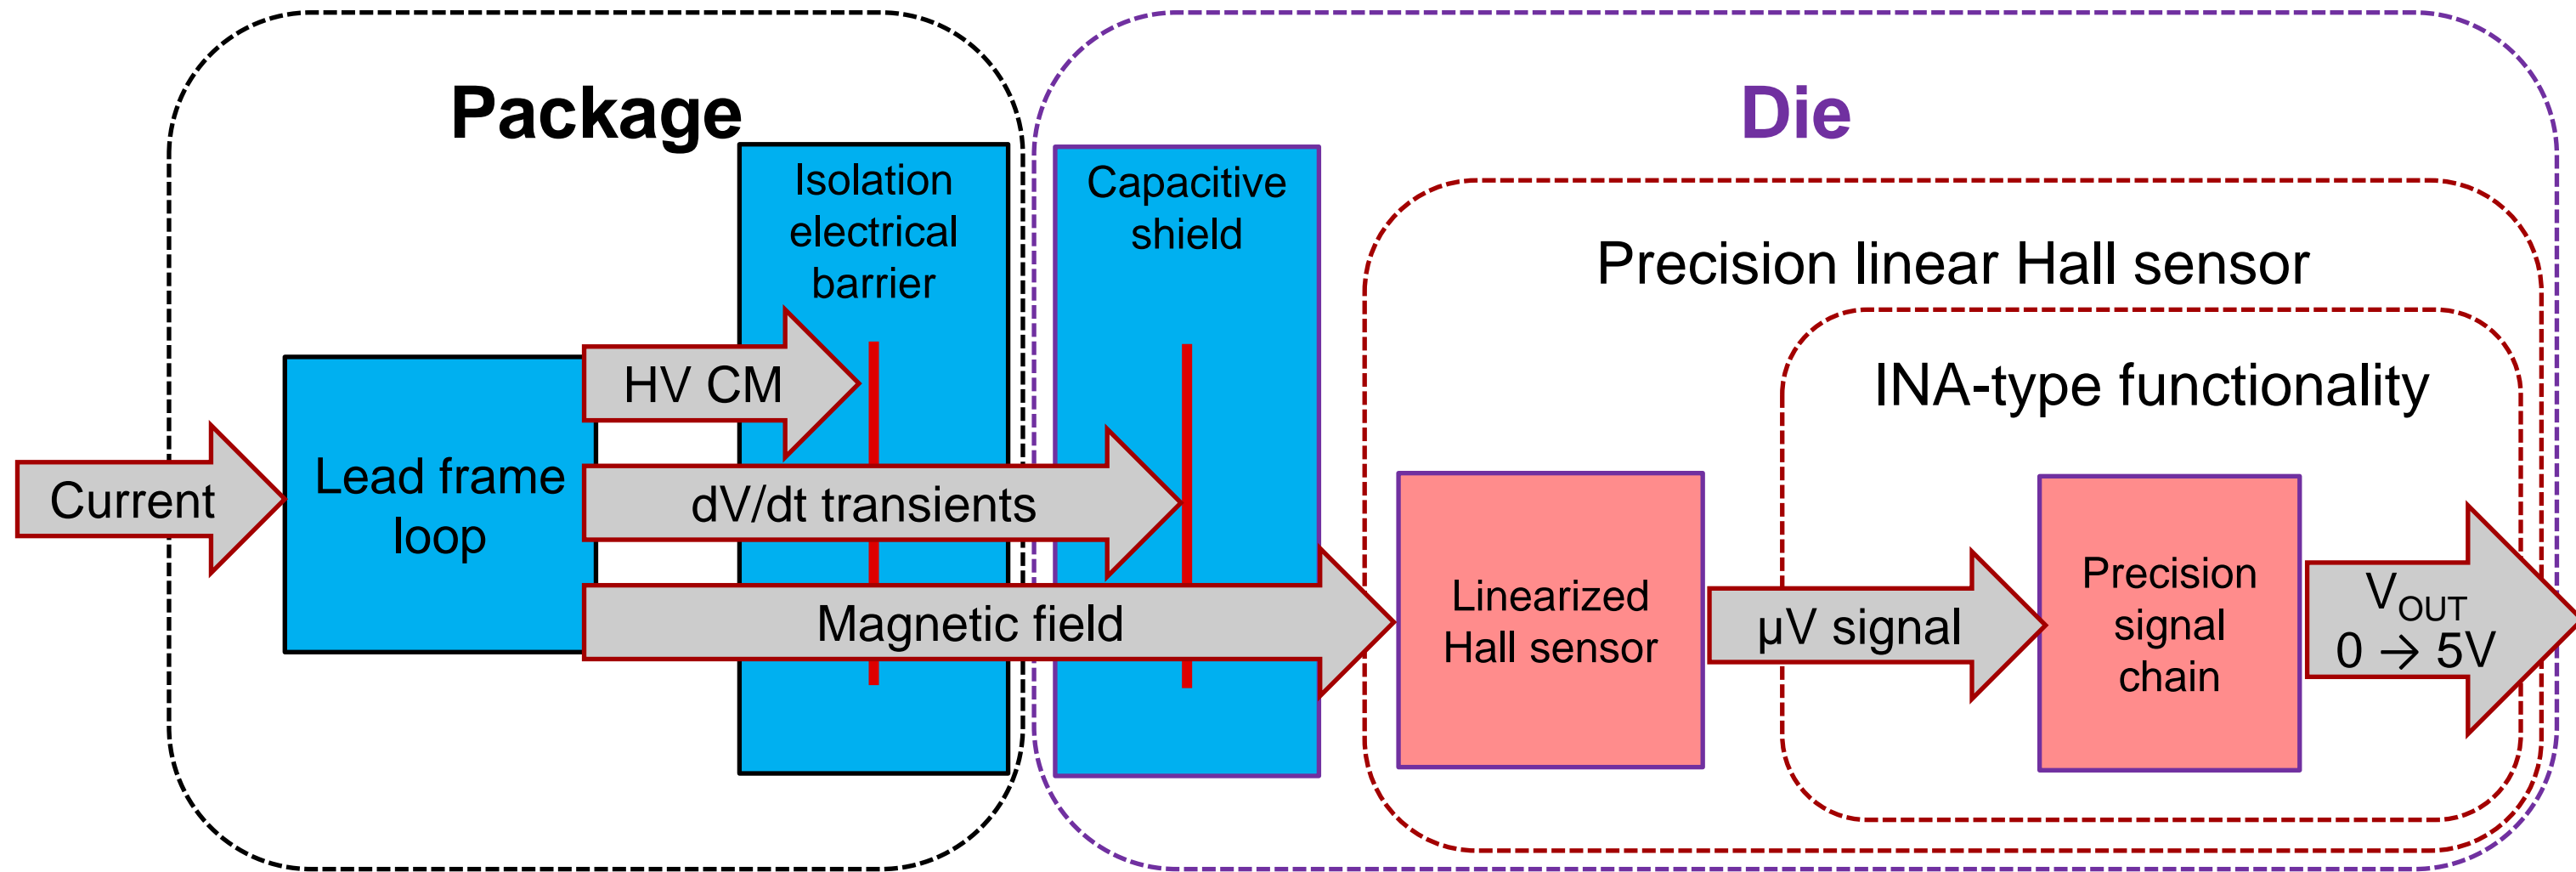 Package
Die
Isolation
electrical
barrier
Capacitive
shield
Precision linear Hall sensor
INA-type functionality
HV CM
Current
Lead frame
loop
dV/dt transients
Magnetic field
Linearized
Hall sensor
µV signal
Precision
signal
chain
VOUT
0 → 5V